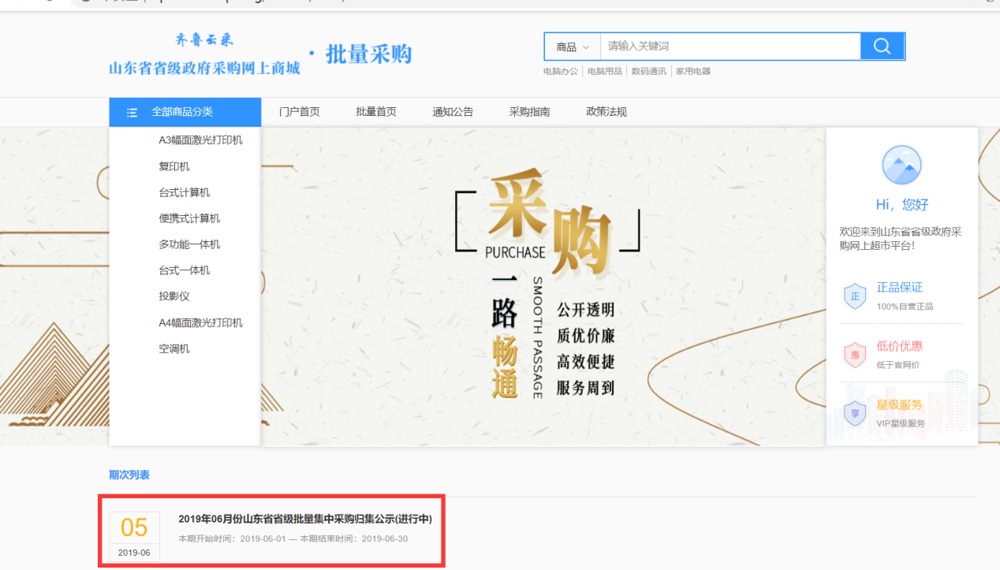 齐鲁云采
山东省省级政府采购网上商城
·批量采购
商品
请输入关键词
电脑办公 电脑用品 数码通讯 家用电器
全部商品分类 门户首页 批量首页 通知公告 采购指南 政策法规
A3幅面激光打印机
复印机
台式计算机
便携式计算机
多功能一体机
台式一体机
投影仪
A4幅面激光打印机
空调机
采购
PURCHASE
一路畅通
SMOOTH PASSAGE
公开透明
质优价廉
高效便捷
服务周到
Hi，您好
欢迎来到山东省省级政府采
购网上超市平台!
正
正品保证
100%自营正品
惠
低价优惠
低于官网价
享
星级服务
VIP星级服务
期次列表
05
2019-06
2019年06月份山东省省级批量集中采购归集公示(进行中)
本期开始时间：2019-06-01 — 本期结束时间：2019-06-30